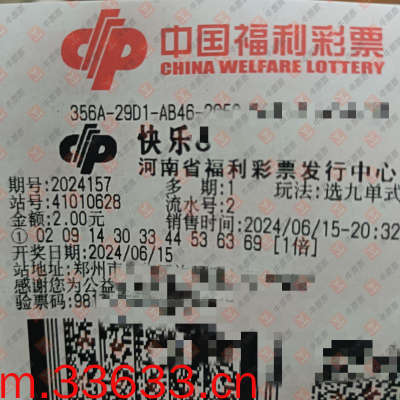 中国福利彩票
CHINA WELFARE LOTTERY
356A-29D1-AB46-
快乐8
河南省福利彩票发行中心
期号:2024157 多期:1 玩法:选九单式
站号:41010628 流水号:2
金额:2.00元 销售时间:2024/06/15-20:32
① 02 09 14 30 33 44 53 63 69 [1倍]
开奖日期:2024/06/15
站地址:郑州市
感谢您为公益
验票码:981
m.33633.cn